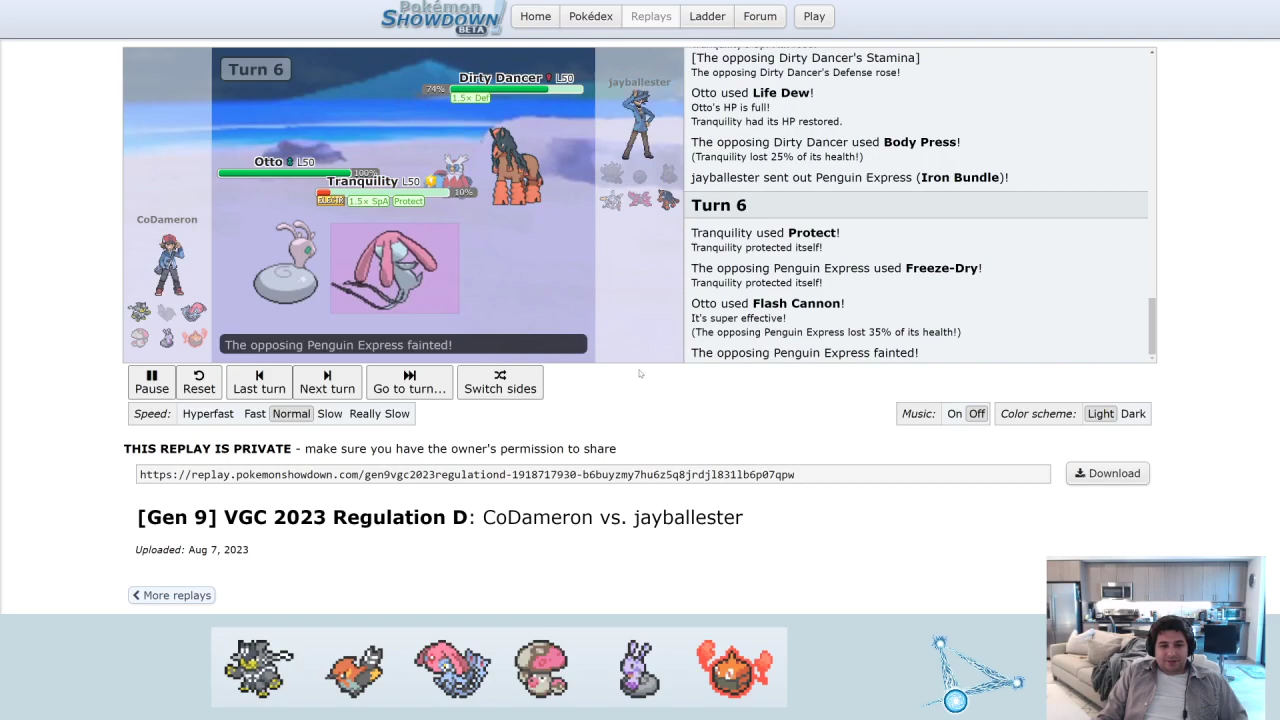 Pokémon
SHOWDOWN!
BETA
Home
Pokédex
Replays
Ladder
Forum
Play
Turn 6
Dirty Dancer L50
74%
1.5× Def
Otto L50
100%
Tranquility L50
10%
1.5× SpA
Protect
CoDameron
jayballester
The opposing Penguin Express fainted!
[The opposing Dirty Dancer's Stamina]
The opposing Dirty Dancer's Defense rose!
Otto used Life Dew!
Otto's HP is full!
Tranquility had its HP restored.
The opposing Dirty Dancer used Body Press!
(Tranquility lost 25% of its health!)
jayballester sent out Penguin Express (Iron Bundle)!
Turn 6
Tranquility used Protect!
Tranquility protected itself!
The opposing Penguin Express used Freeze-Dry!
Tranquility protected itself!
Otto used Flash Cannon!
It's super effective!
(The opposing Penguin Express lost 35% of its health!)
The opposing Penguin Express fainted!
Pause
Reset
Last turn
Next turn
Go to turn...
Switch sides
Speed: Hyperfast Fast Normal Slow Really Slow
Music: On Off
Color scheme: Light Dark
THIS REPLAY IS PRIVATE - make sure you have the owner's permission to share
https://replay.pokemonshowdown.com/gen9vgc2023regulationd-1918717930-b6buyzmy7hu6z5q8jrdjl831lb6p07qpw
Download
[Gen 9] VGC 2023 Regulation D: CoDameron vs. jayballester
Uploaded: Aug 7, 2023
More replays